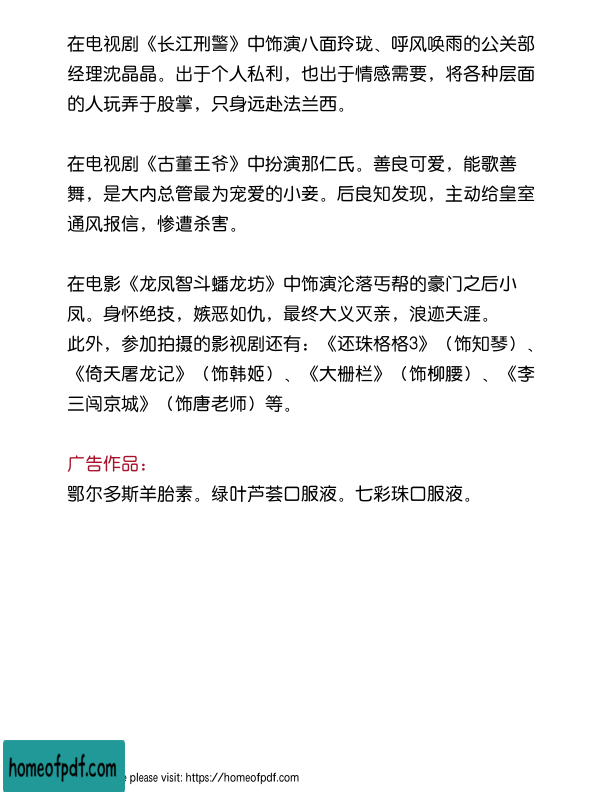 在电视剧《长江刑警》中饰演八面玲珑、呼风唤雨的公关部
经理沈晶晶。出于个人私利，也出于情感需要，将各种层面
的人玩弄于股掌，只身远赴法兰西。
在电视剧《古董王爷》中扮演那仁氏。善良可爱，能歌善
舞，是大内总管最为宠爱的小妾。后良知发现，主动给皇室
通风报信，惨遭杀害。
在电影《龙凤智斗蟠龙坊》中饰演沦落丐帮的豪门之后小
凤。身怀绝技，嫉恶如仇，最终大义灭亲，浪迹天涯。
此外，参加拍摄的影视剧还有：《还珠格格3》（饰知琴）、
《倚天屠龙记》（饰韩姬）、《大栅栏》（饰柳腰）、《李
三闯京城》（饰唐老师）等。
广告作品：
鄂尔多斯羊胎素。绿叶芦荟口服液。七彩珠口服液。
homeofpdf.com
please visit: https://homeofpdf.com